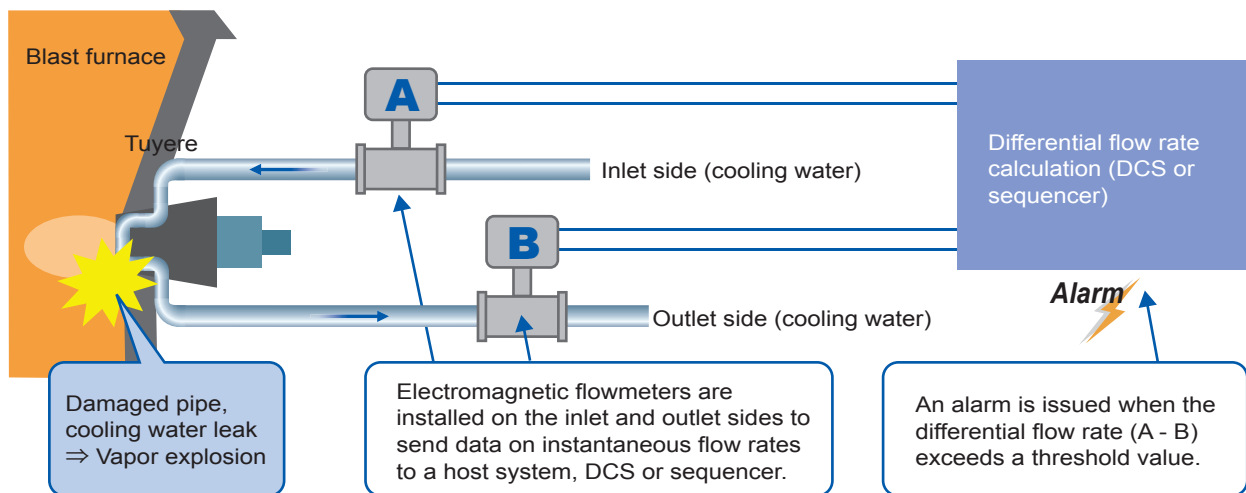 Blast furnace
Tuyere
A
Inlet side (cooling water)
Differential flow rate
calculation (DCS or
sequencer)
B
Outlet side (cooling water)
Alarm
Damaged pipe,
cooling water leak
⇒ Vapor explosion
Electromagnetic flowmeters are
installed on the inlet and outlet sides to
send data on instantaneous flow rates
to a host system, DCS or sequencer.
An alarm is issued when the
differential flow rate (A - B)
exceeds a threshold value.